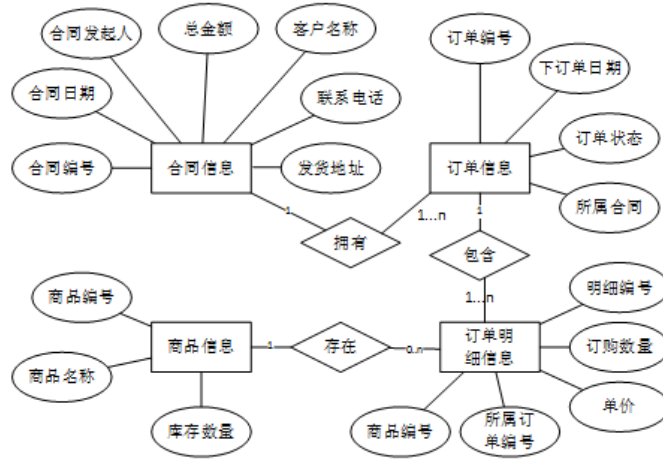 合同发起人
总金额
客户名称
订单编号
下订单日期
合同日期
联系电话
订单状态
合同编号
合同信息
发货地址
订单信息
所属合同
1
1...n
1
拥有
包含
1...n
商品编号
明细编号
商品信息
1
存在
0..n
订单明
细信息
订购数量
商品名称
单价
库存数量
商品编号
所属订
单编号